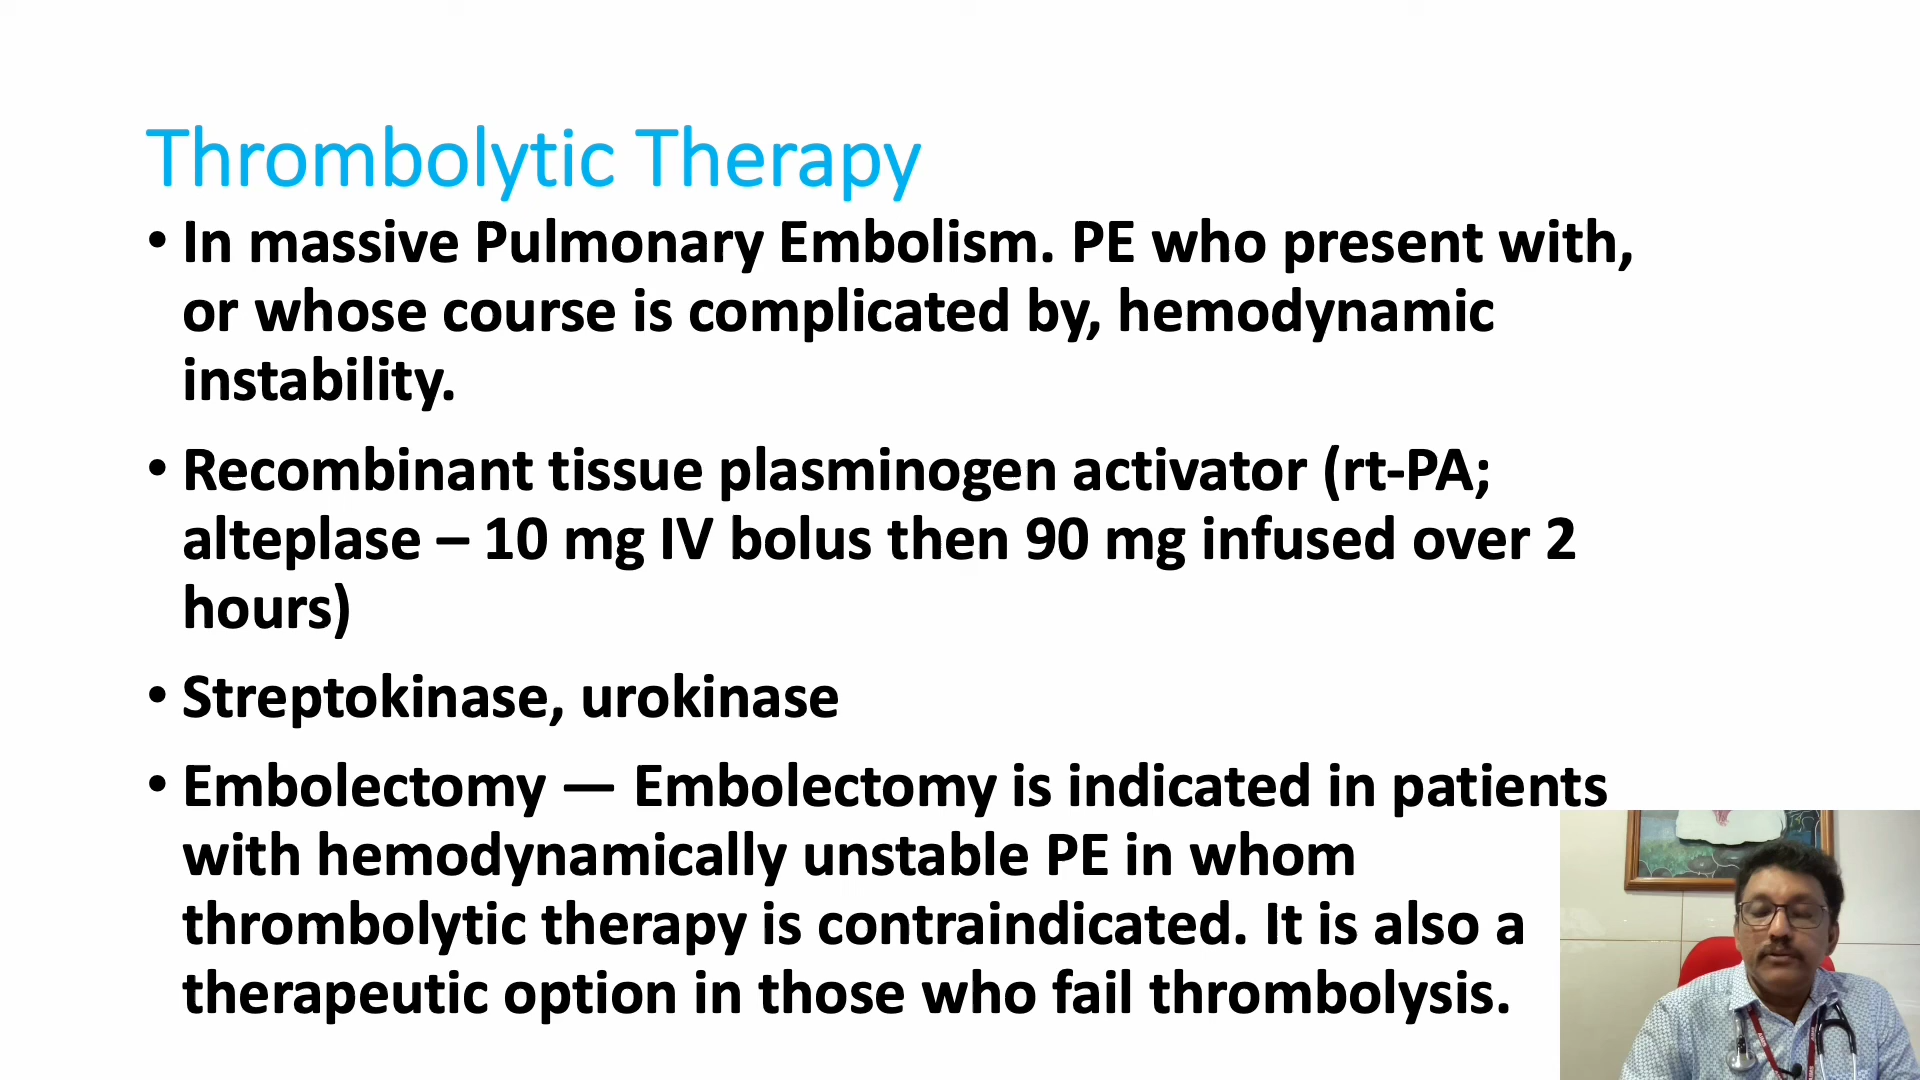 Thrombolytic Therapy
• In massive Pulmonary Embolism. PE who present with,
or whose course is complicated by, hemodynamic
instability.
• Recombinant tissue plasminogen activator (rt-PA;
alteplase – 10 mg IV bolus then 90 mg infused over 2
hours)
• Streptokinase, urokinase
• Embolectomy — Embolectomy is indicated in patients
with hemodynamically unstable PE in whom
thrombolytic therapy is contraindicated. It is also a
therapeutic option in those who fail thrombolysis.